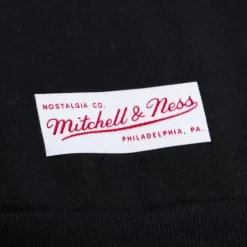 NOSTALGIA CO.
Mitchell & Ness
PHILADELPHIA, PA.